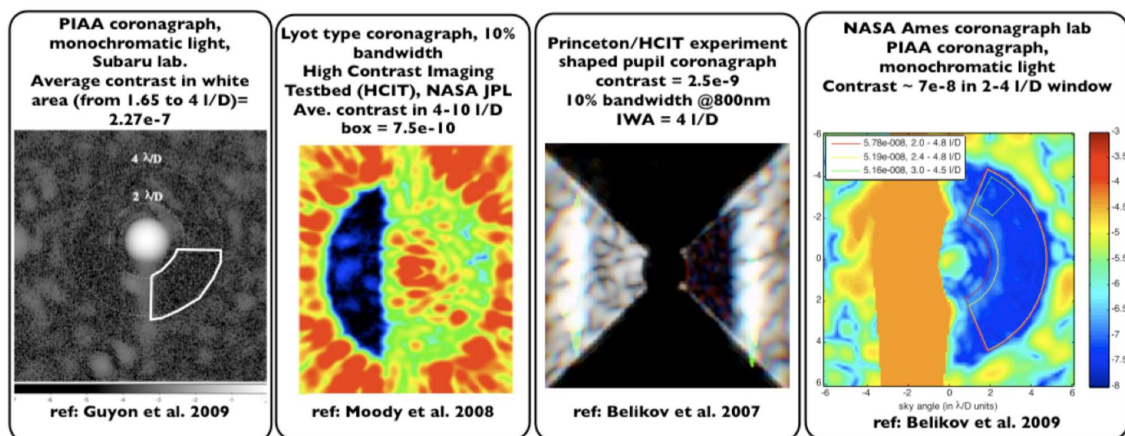 PIAA coronagraph,
monochromatic light,
Subaru lab.
Average contrast in white
area (from 1.65 to 4 l/D)=
2.27e-7
4 λ/D
2 λ/D
ref: Guyon et al. 2009
Lyot type coronagraph, 10%
bandwidth
High Contrast Imaging
Testbed (HCIT), NASA JPL
Ave. contrast in 4-10 l/D
box = 7.5e-10
ref: Moody et al. 2008
Princeton/HCIT experiment
shaped pupil coronagraph
contrast = 2.5e-9
10% bandwidth @800nm
IWA = 4 l/D
ref: Belikov et al. 2007
NASA Ames coronagraph lab
PIAA coronagraph,
monochromatic light
Contrast ~ 7e-8 in 2-4 l/D window
5.78e-008, 2.0 - 4.8 l/D
5.19e-008, 2.4 - 4.8 l/D
5.16e-008, 3.0 - 4.5 l/D
-6
-4
-2
0
2
4
6
-6 -4 -2 0 2 4 6
sky angle (in λ/D units)
-3
-3.5
-4
-4.5
-5
-5.5
-6
-6.5
-7
-7.5
-8
ref: Belikov et al. 2009